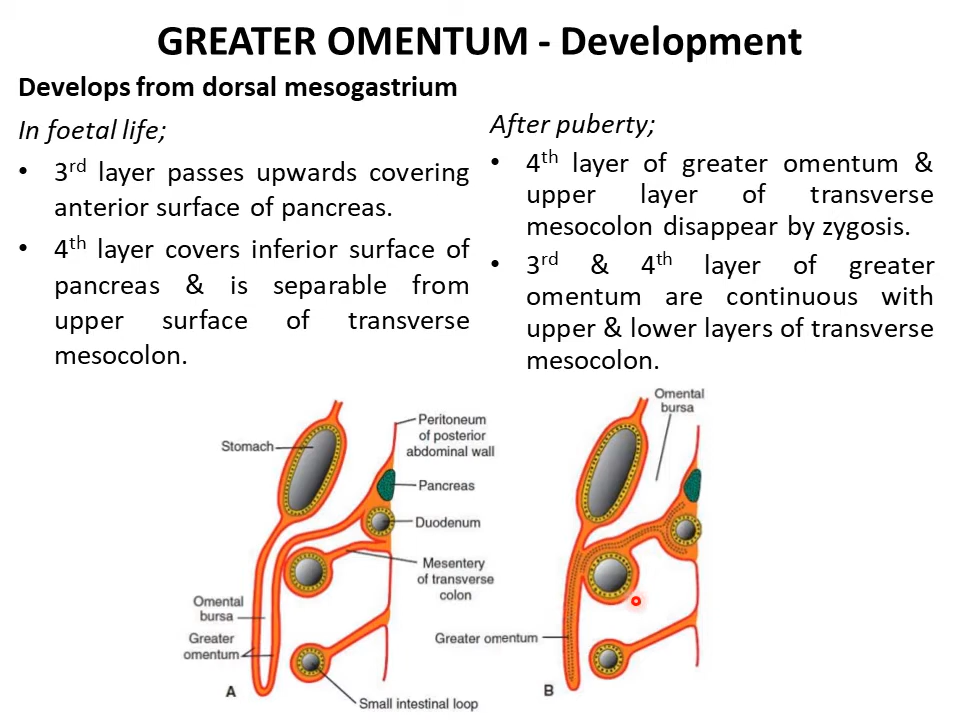 GREATER OMENTUM - Development
Develops from dorsal mesogastrium
In foetal life;
• 3rd layer passes upwards covering
anterior surface of pancreas.
• 4th layer covers inferior surface of
pancreas & is separable from
upper surface of transverse
mesocolon.
After puberty;
• 4th layer of greater omentum &
upper layer of transverse
mesocolon disappear by zygosis.
• 3rd & 4th layer of greater
omentum are continuous with
upper & lower layers of transverse
mesocolon.
Stomach
Peritoneum
of posterior
abdominal wall
Pancreas
Duodenum
Mesentery
of transverse
colon
Omental
bursa
Greater
omentum
A
Small intestinal loop
Omental
bursa
Greater omentum
B